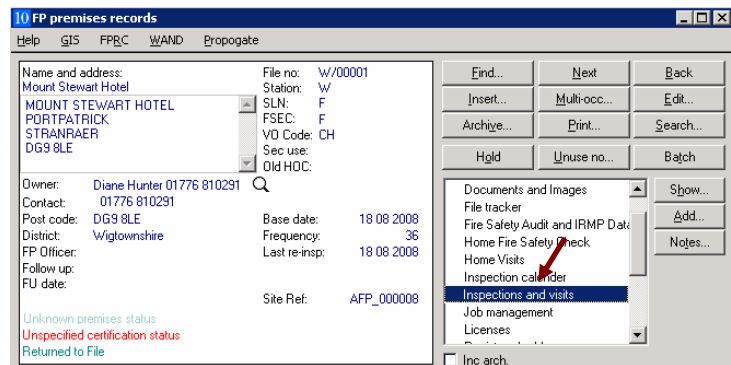 10 FP premises records
Help GIS FPRC WAND Propogate
Name and address:
Mount Stewart Hotel
MOUNT STEWART HOTEL
PORTPATRICK
STRANRAER
DG9 8LE
File no: W/00001
Station: W
SLN: F
FSEC: F
VO Code: CH
Sec use:
Old HOC:
Owner: Diane Hunter 01776 810291
Contact: 01776 810291
Post code: DG9 8LE
District: Wigtownshire
FP Officer:
Follow up:
FU date:
Base date: 18 08 2008
Frequency: 36
Last re-insp: 18 08 2008
Site Ref: AFP_000008
Unknown premises status
Unspecified certification status
Returned to File
Find... Next Back
Insert... Multi-occ... Edit...
Archive... Print... Search...
Hold Unuse no... Batch
Documents and Images
File tracker
Fire Safety Audit and IRMP Data
Home Fire Safety Check
Home Visits
Inspection calender
Inspections and visits
Job management
Licenses
Show...
Add...
Notes...
Inc arch.